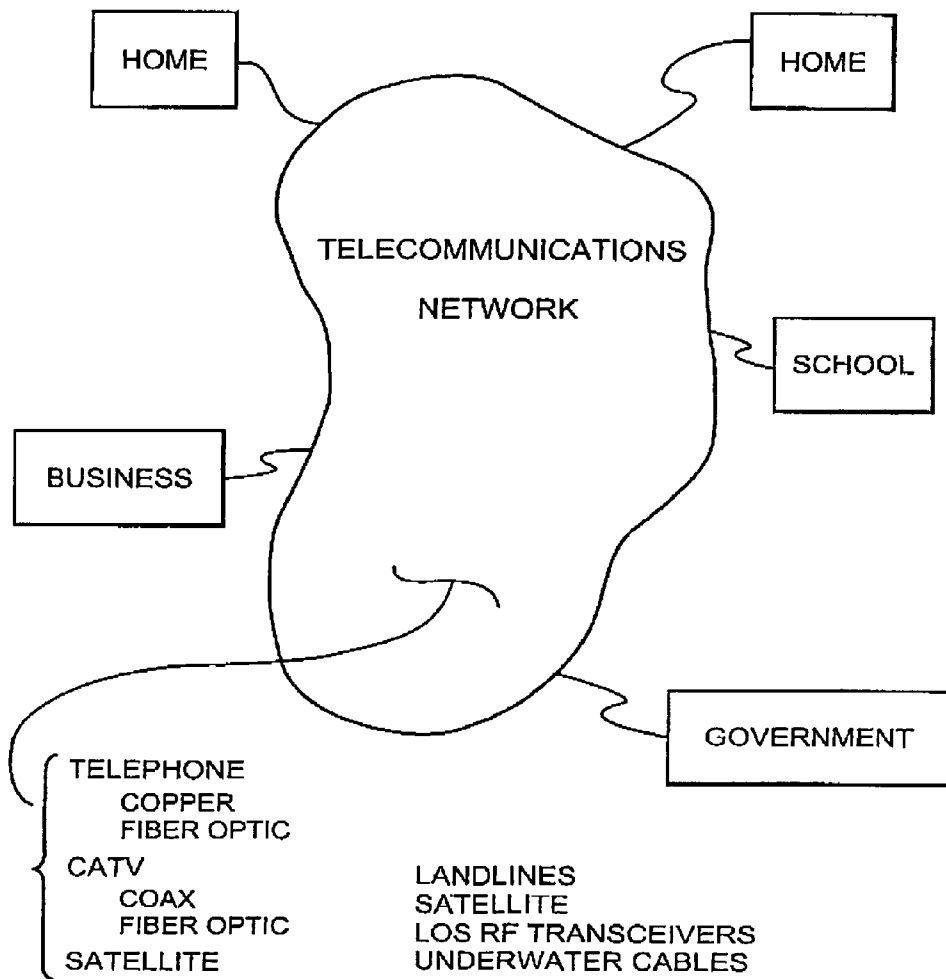 HOME
HOME
TELECOMMUNICATIONS
NETWORK
SCHOOL
BUSINESS
GOVERNMENT
TELEPHONE
COPPER
FIBER OPTIC
CATV
COAX
FIBER OPTIC
SATELLITE
LANDLINES
SATELLITE
LOS RF TRANSCEIVERS
UNDERWATER CABLES